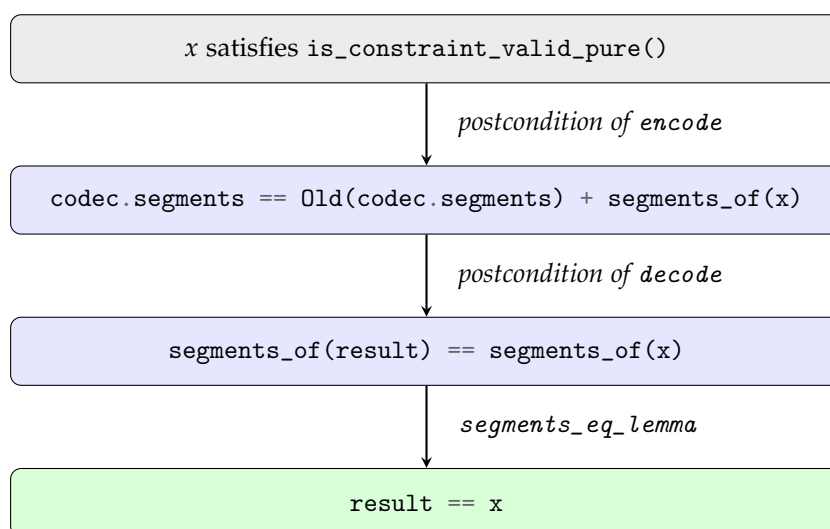 x satisfies is_constraint_valid_pure()
postcondition of encode
codec.segments == Old(codec.segments) + segments_of(x)
postcondition of decode
segments_of(result) == segments_of(x)
segments_eq_lemma
result == x